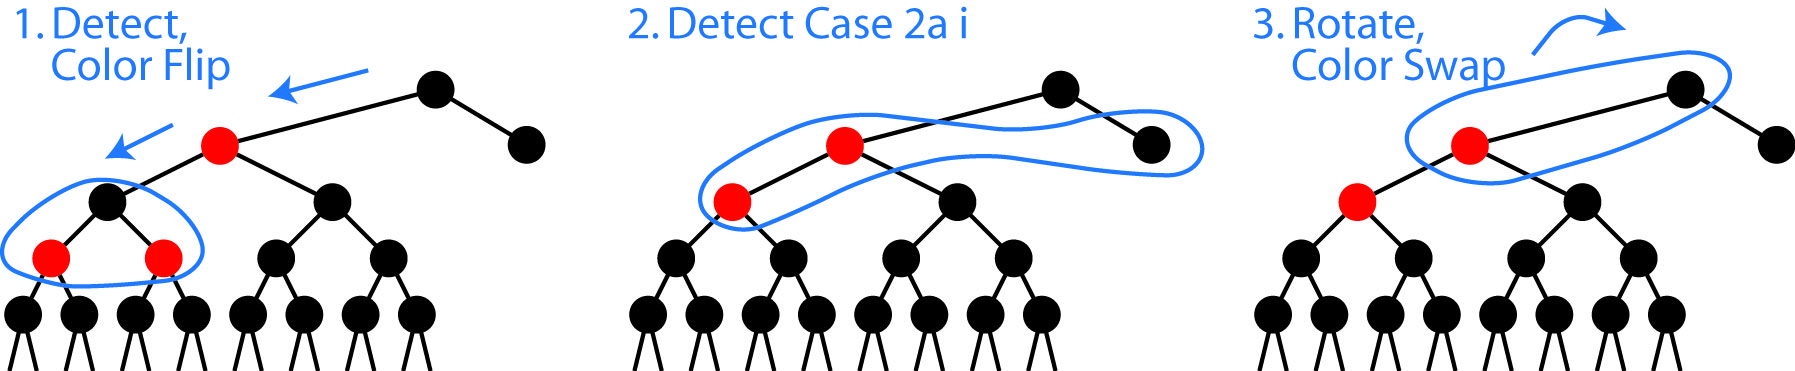 1. Detect,
Color Flip
2. Detect Case 2a i
3. Rotate,
Color Swap